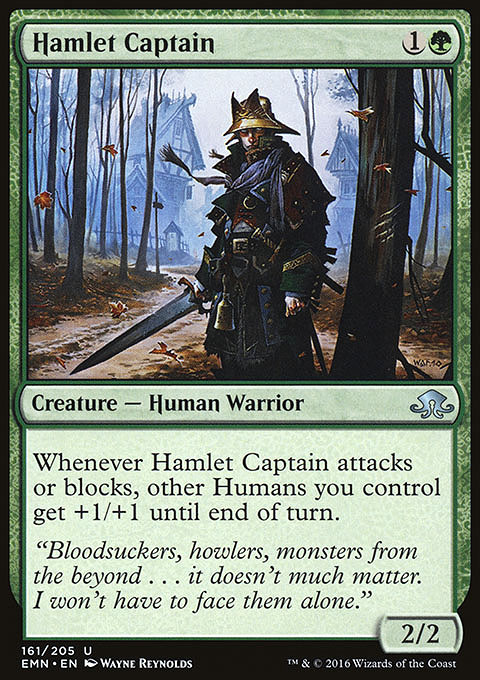 Hamlet Captain 1
Creature — Human Warrior
Whenever Hamlet Captain attacks
or blocks, other Humans you control
get +1/+1 until end of turn.
“Bloodsuckers, howlers, monsters from
the beyond . . . it doesn’t much matter.
I won’t have to face them alone.”
2/2
161/205 U
EMN • EN Wayne Reynolds
™ & © 2016 Wizards of the Coast